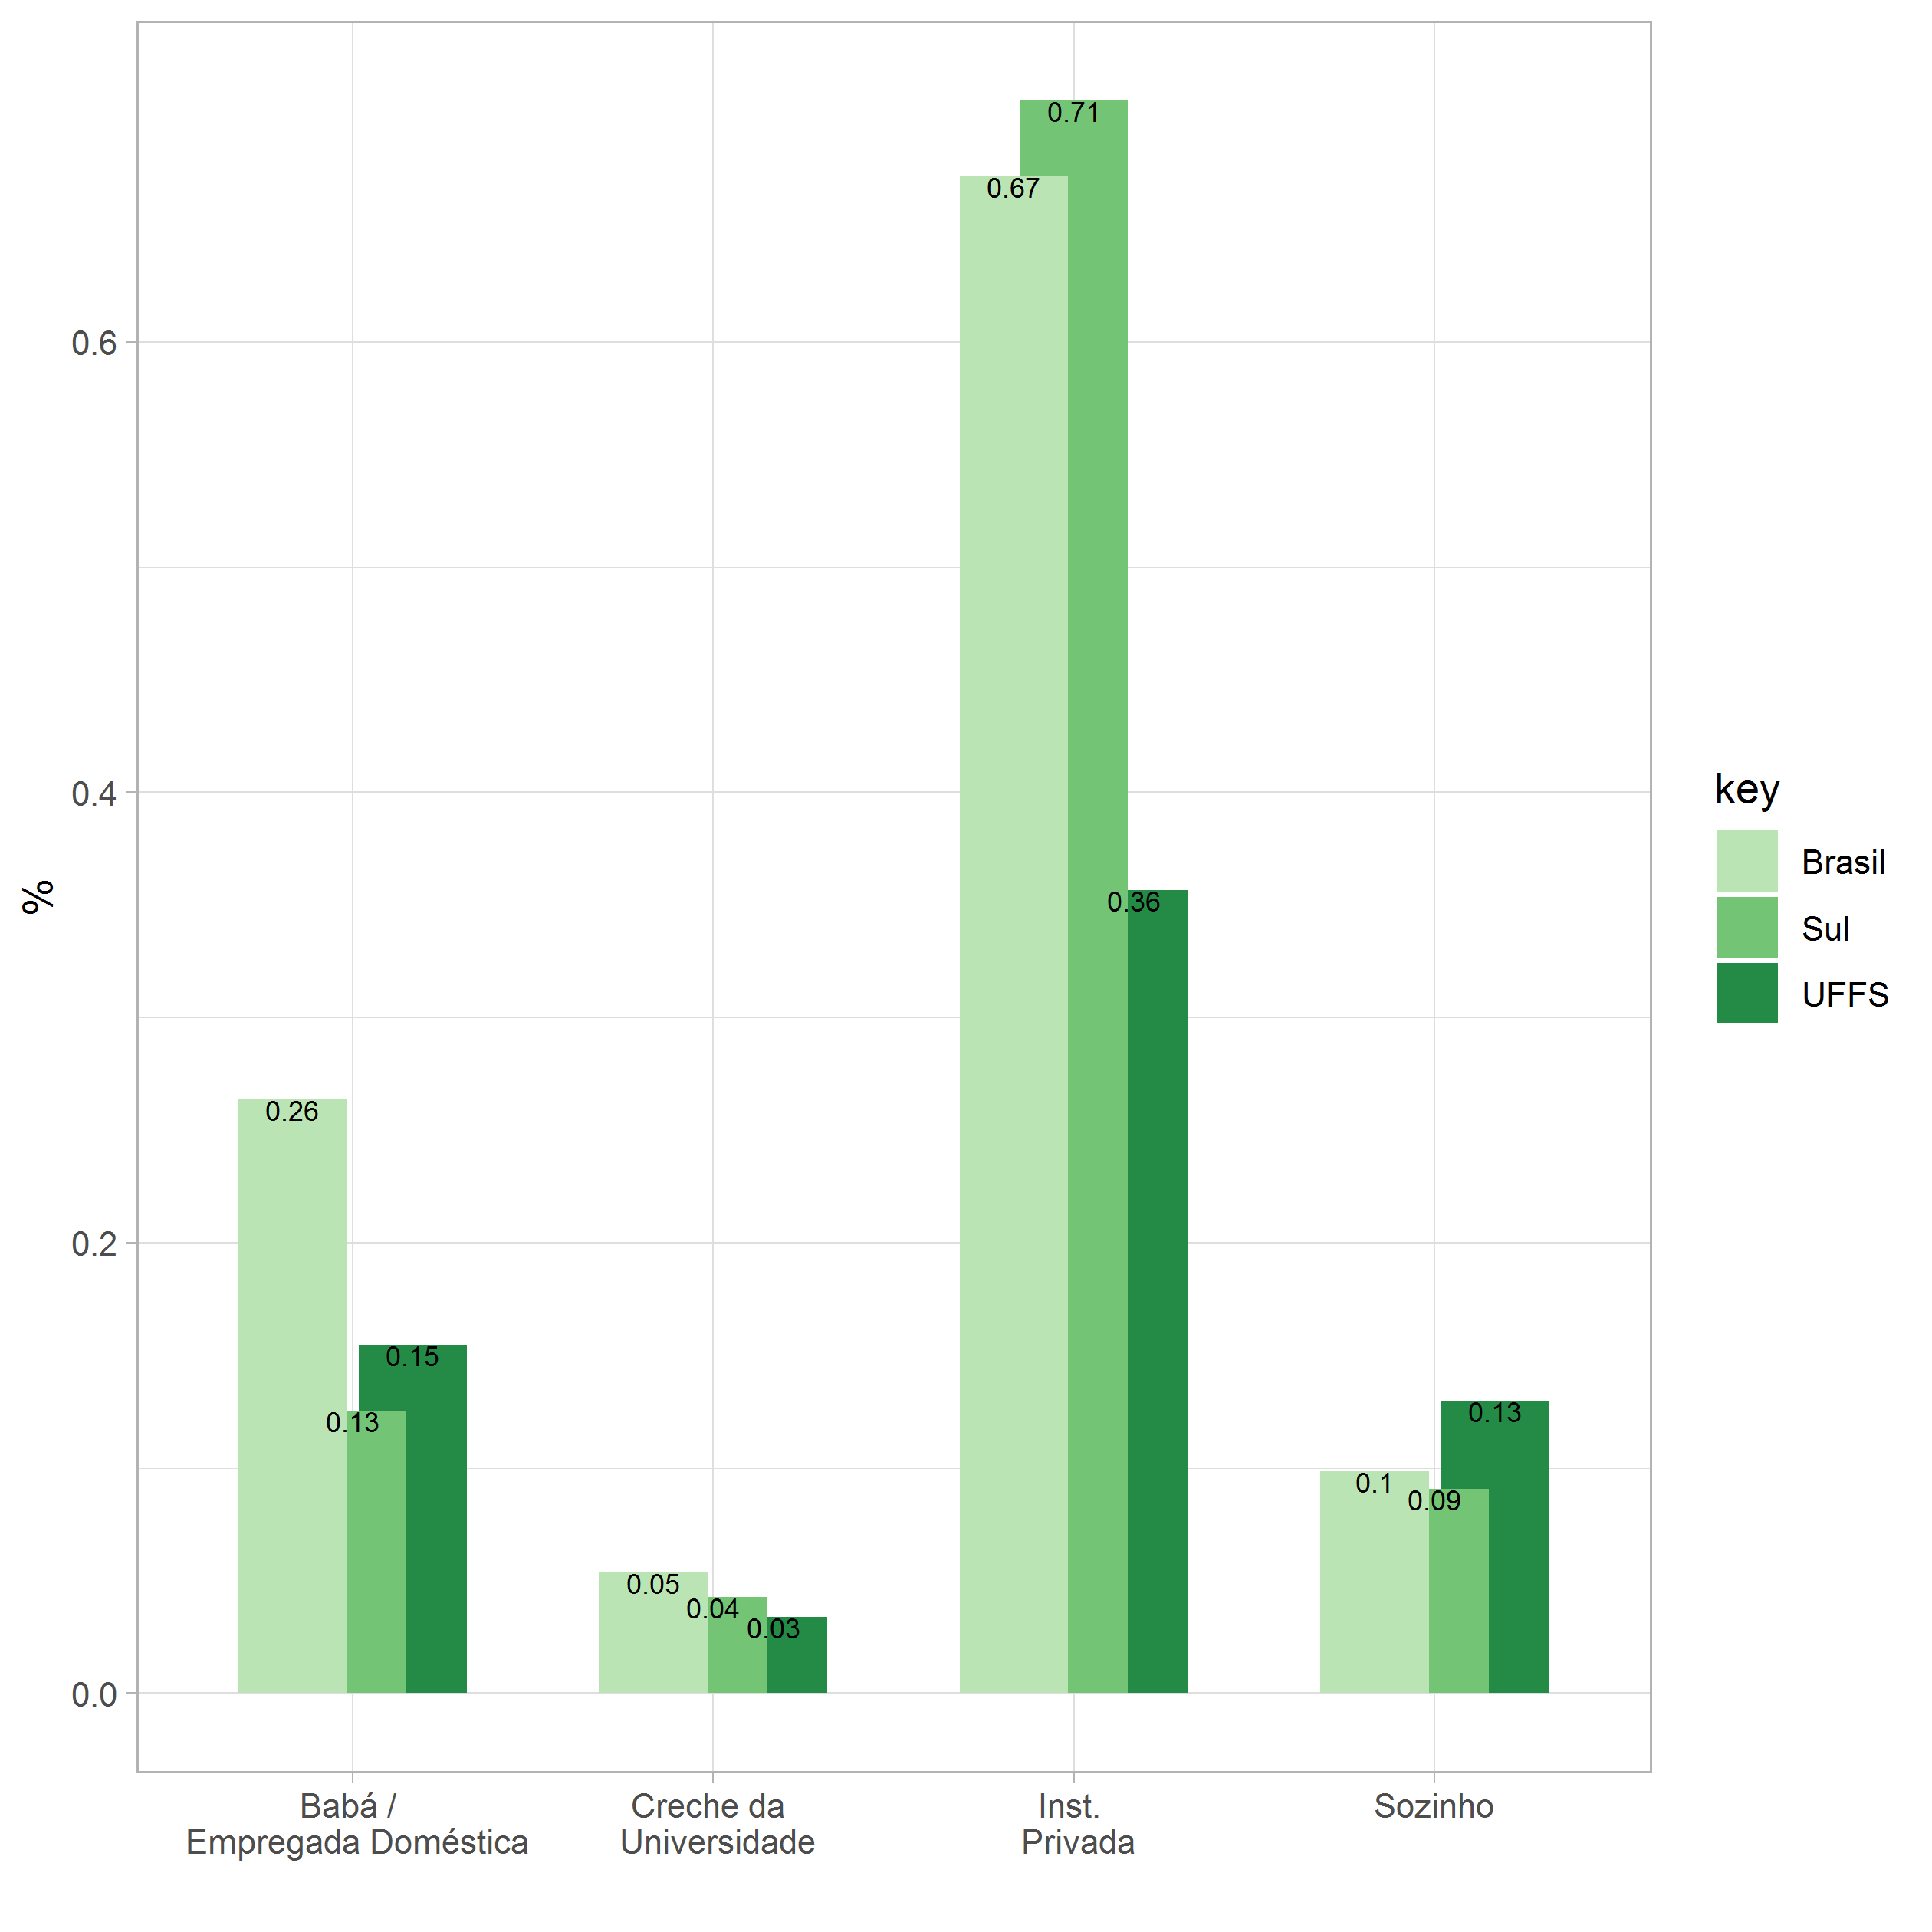 0.71
0.67
0.6
0.4
0.36
0.26
0.2
0.15
0.13
0.13
0.1
0.09
0.05
0.04
0.03
0.0
%
Babá /
Empregada Doméstica
Creche da
Universidade
Inst.
Privada
Sozinho
key
Brasil
Sul
UFFS